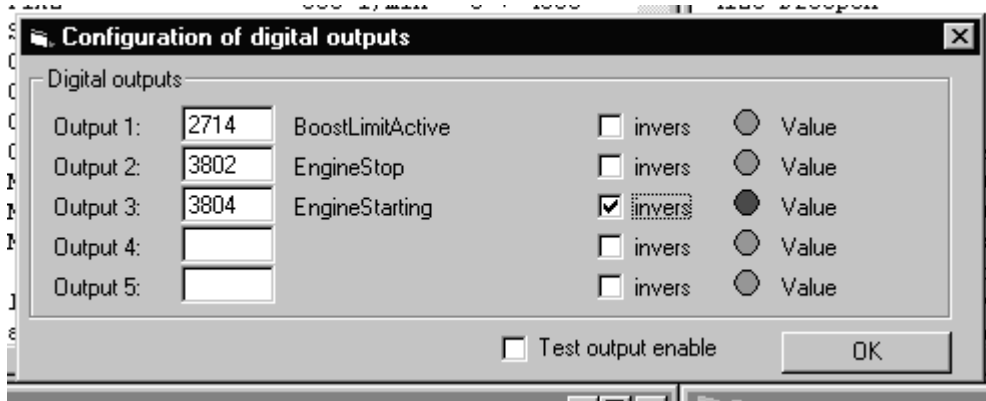 Configuration of digital outputs
Digital outputs
Output 1: 2714 BoostLimitActive invers Value
Output 2: 3802 EngineStop invers Value
Output 3: 3804 EngineStarting invers Value
Output 4: invers Value
Output 5: invers Value
Test output enable OK